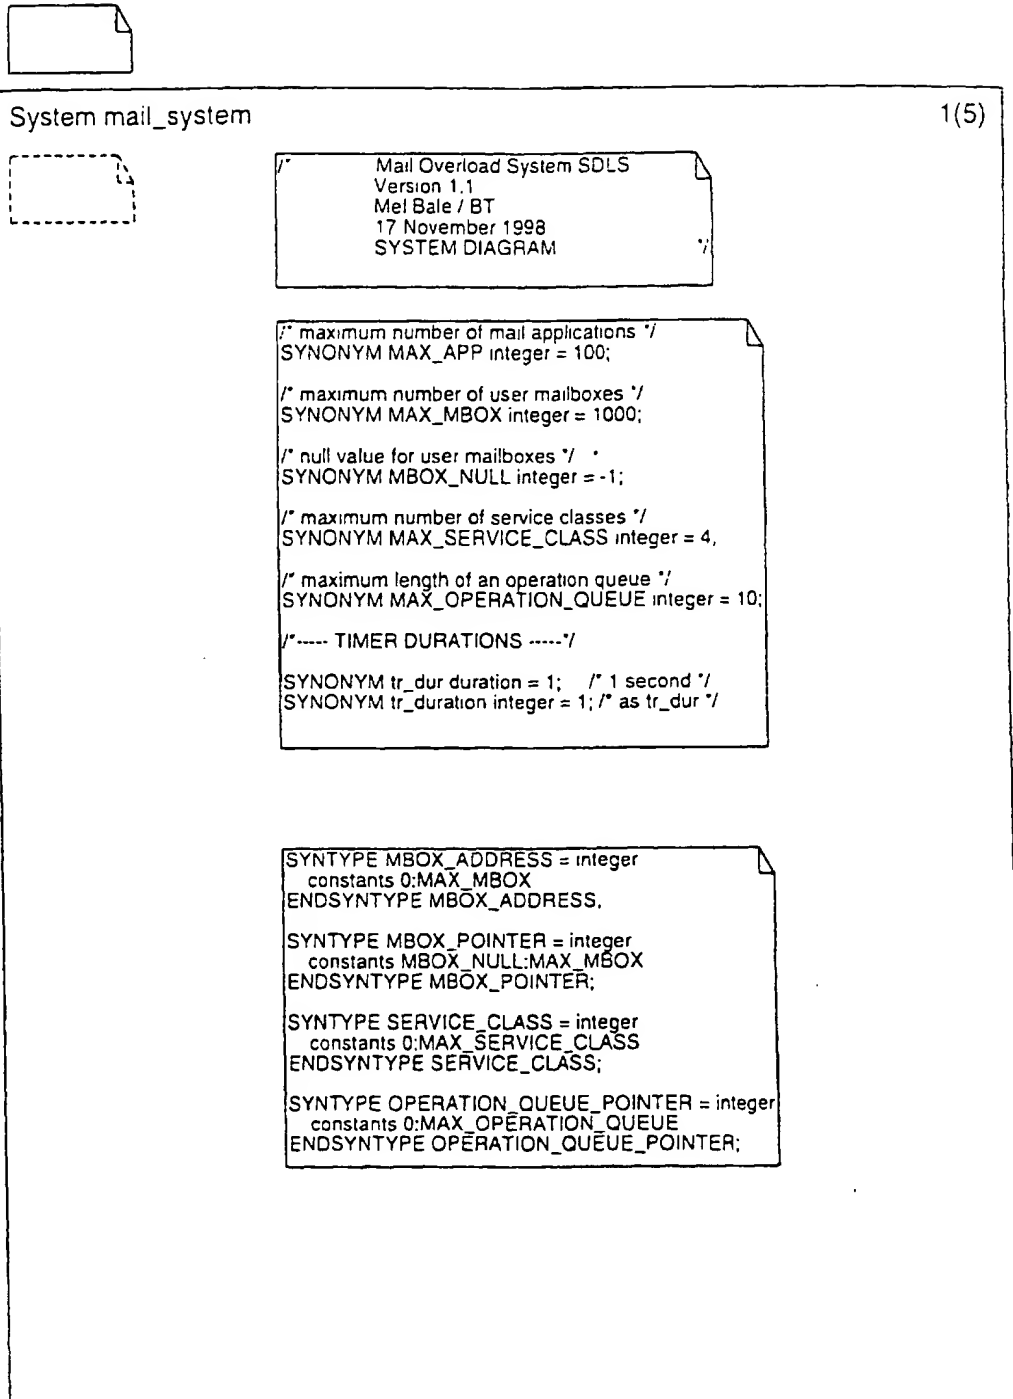 System mail_system 1(5)
/* Mail Overload System SDLS
Version 1.1
Mel Bale / BT
17 November 1998
SYSTEM DIAGRAM */
/* maximum number of mail applications */
SYNONYM MAX_APP integer = 100;
/* maximum number of user mailboxes */
SYNONYM MAX_MBOX integer = 1000;
/* null value for user mailboxes */
SYNONYM MBOX_NULL integer = -1;
/* maximum number of service classes */
SYNONYM MAX_SERVICE_CLASS integer = 4,
/* maximum length of an operation queue */
SYNONYM MAX_OPERATION_QUEUE integer = 10;
/*----- TIMER DURATIONS -----*/
SYNONYM tr_dur duration = 1; /* 1 second */
SYNONYM tr_duration integer = 1; /* as tr_dur */
SYNTYPE MBOX_ADDRESS = integer
constants 0:MAX_MBOX
ENDSYNTYPE MBOX_ADDRESS,
SYNTYPE MBOX_POINTER = integer
constants MBOX_NULL:MAX_MBOX
ENDSYNTYPE MBOX_POINTER;
SYNTYPE SERVICE_CLASS = integer
constants 0:MAX_SERVICE_CLASS
ENDSYNTYPE SERVICE_CLASS;
SYNTYPE OPERATION_QUEUE_POINTER = integer
constants 0:MAX_OPERATION_QUEUE
ENDSYNTYPE OPERATION_QUEUE_POINTER;